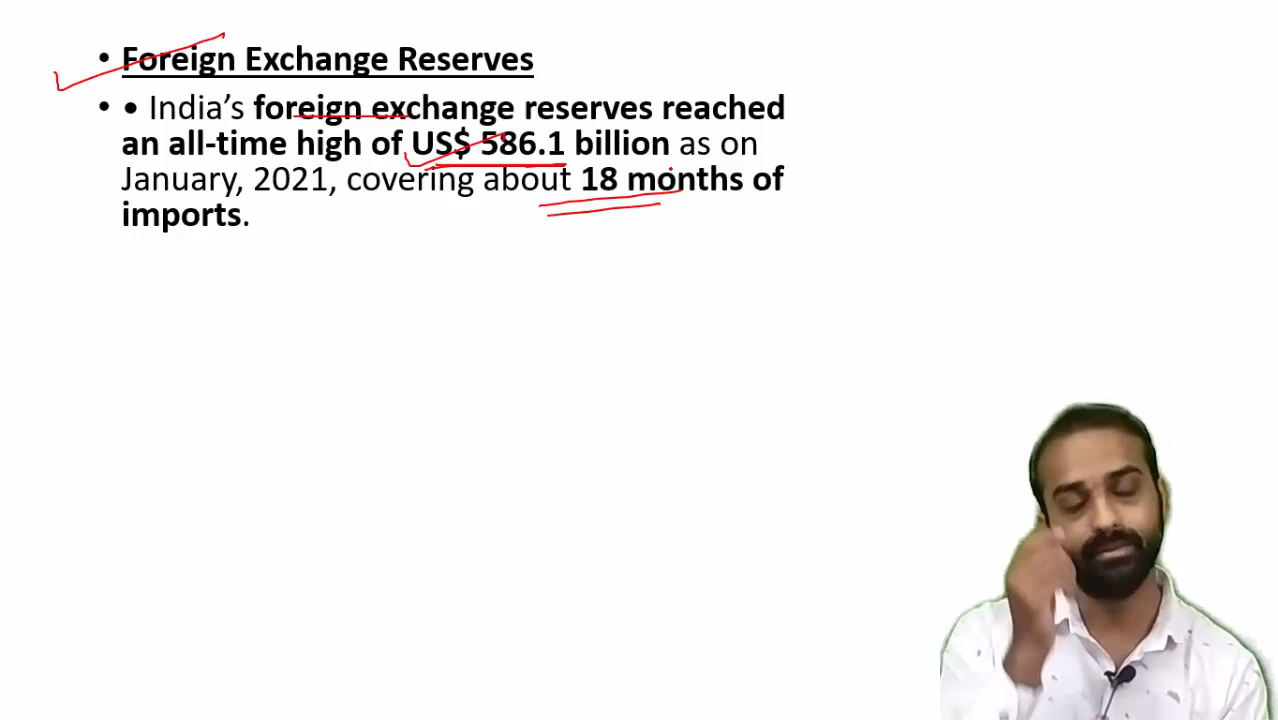 • Foreign Exchange Reserves
• • India’s foreign exchange reserves reached
an all-time high of US$ 586.1 billion as on
January, 2021, covering about 18 months of
imports.